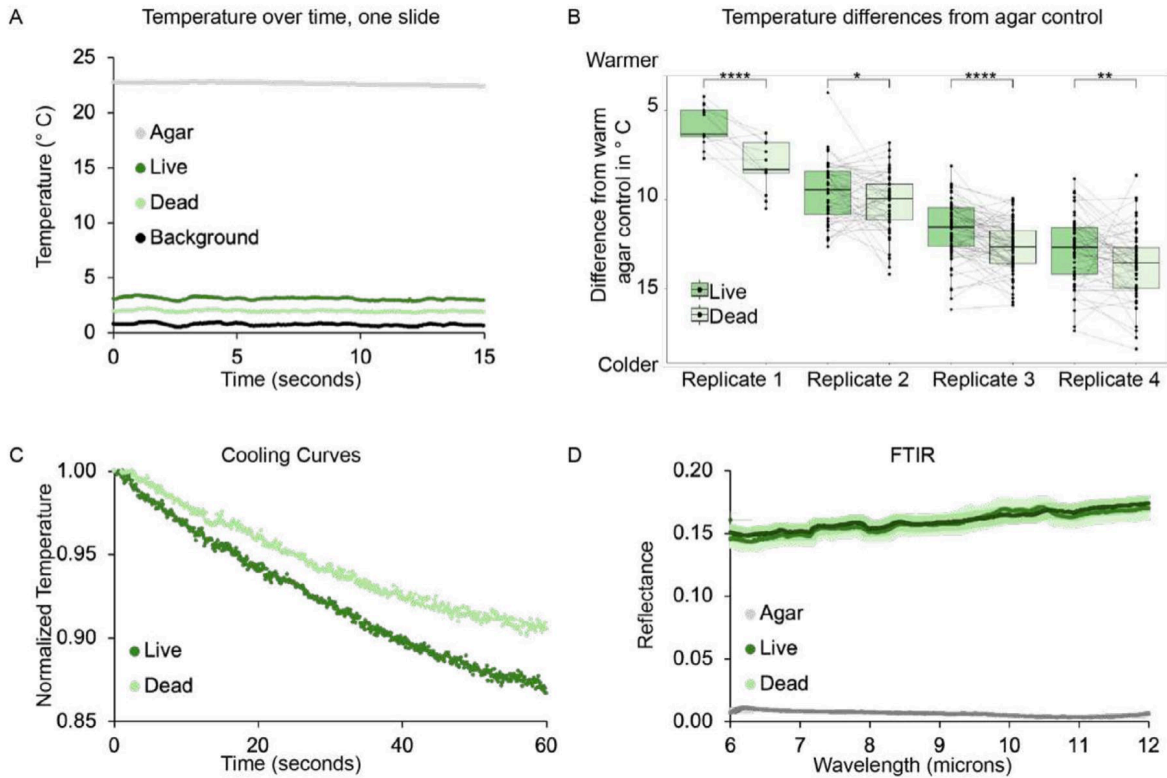 A
Temperature over time, one slide
25
20
15
10
5
0
Temperature (° C)
Agar
Live
Dead
Background
0
5
10
15
Time (seconds)
B
Temperature differences from agar control
Warmer
5
10
15
Colder
Difference from warm
agar control in ° C
****
*
****
**
Live
Dead
Replicate 1
Replicate 2
Replicate 3
Replicate 4
C
Cooling Curves
1.00
0.95
0.90
0.85
Normalized Temperature
Live
Dead
0
20
40
60
Time (seconds)
D
FTIR
0.20
0.15
0.10
0.05
0.00
Reflectance
Agar
Live
Dead
6
7
8
9
10
11
12
Wavelength (microns)